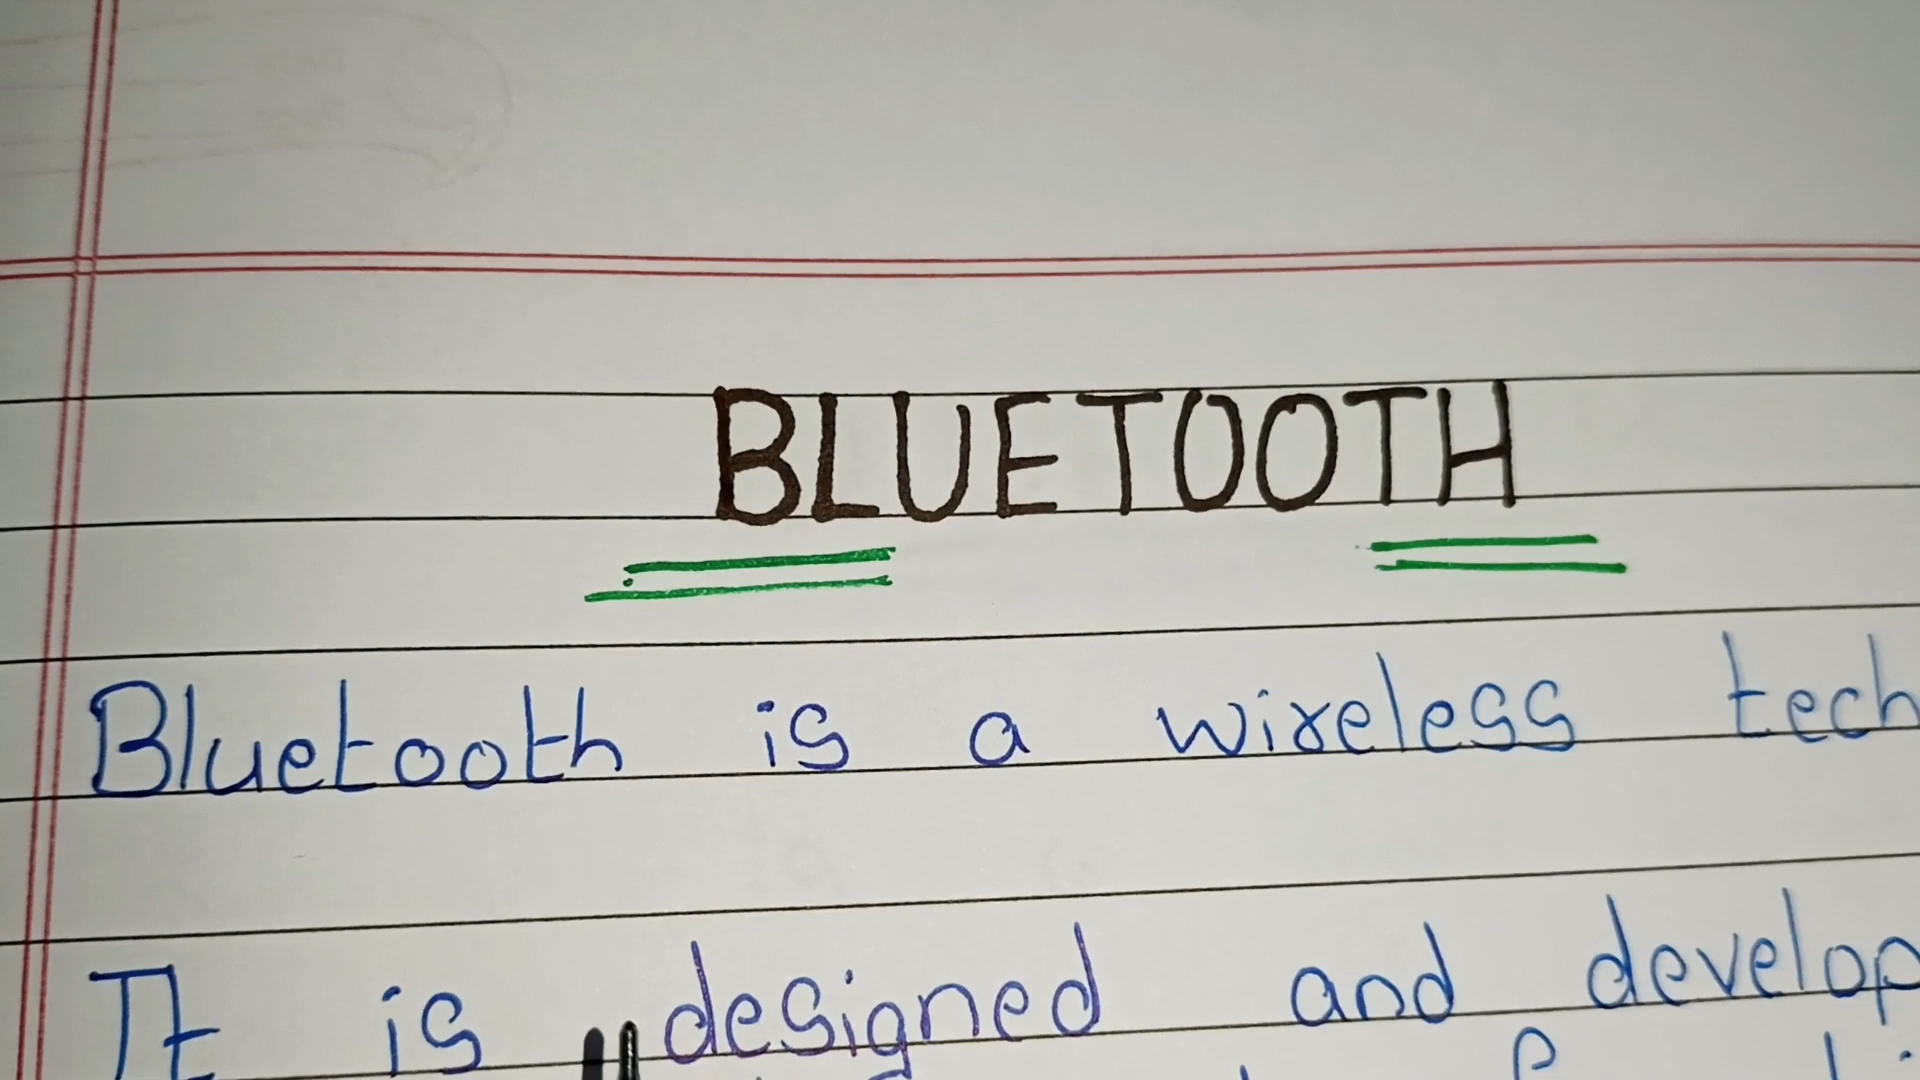 BLUETOOTH
Bluetooth is a wireless tech
It is designed and develop